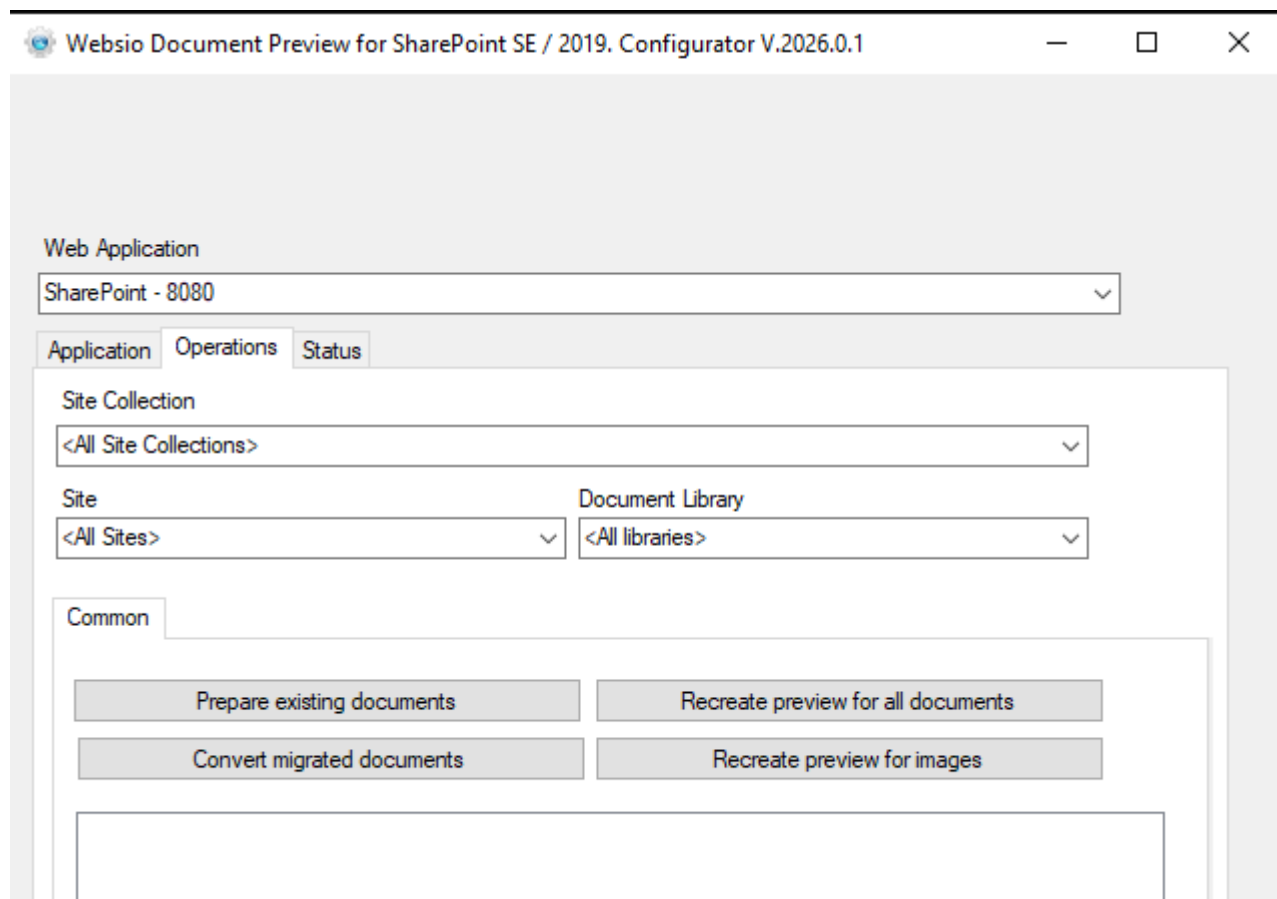 Websio Document Preview for SharePoint SE / 2019. Configurator V.2026.0.1
Web Application
SharePoint - 8080
Application Operations Status
Site Collection
<All Site Collections>
Site Document Library
<All Sites> <All libraries>
Common
Prepare existing documents Recreate preview for all documents
Convert migrated documents Recreate preview for images